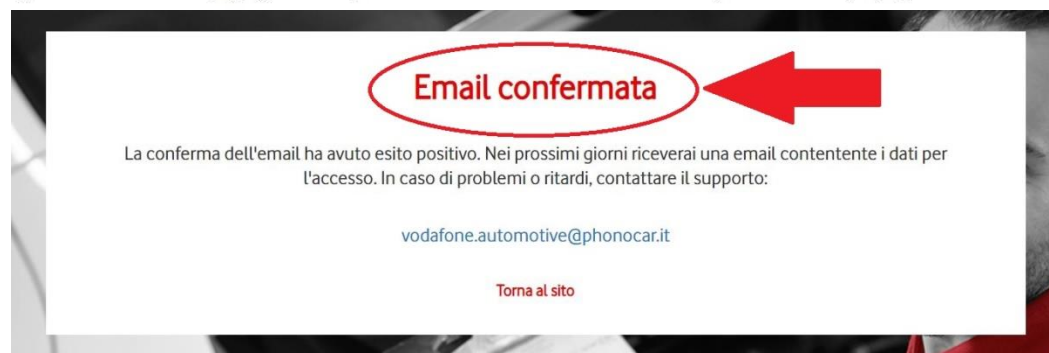 Email confermata
La conferma dell'email ha avuto esito positivo. Nei prossimi giorni riceverai una email contentente i dati per
l'accesso. In caso di problemi o ritardi, contattare il supporto:
vodafone.automotive@phonocar.it
Torna al sito